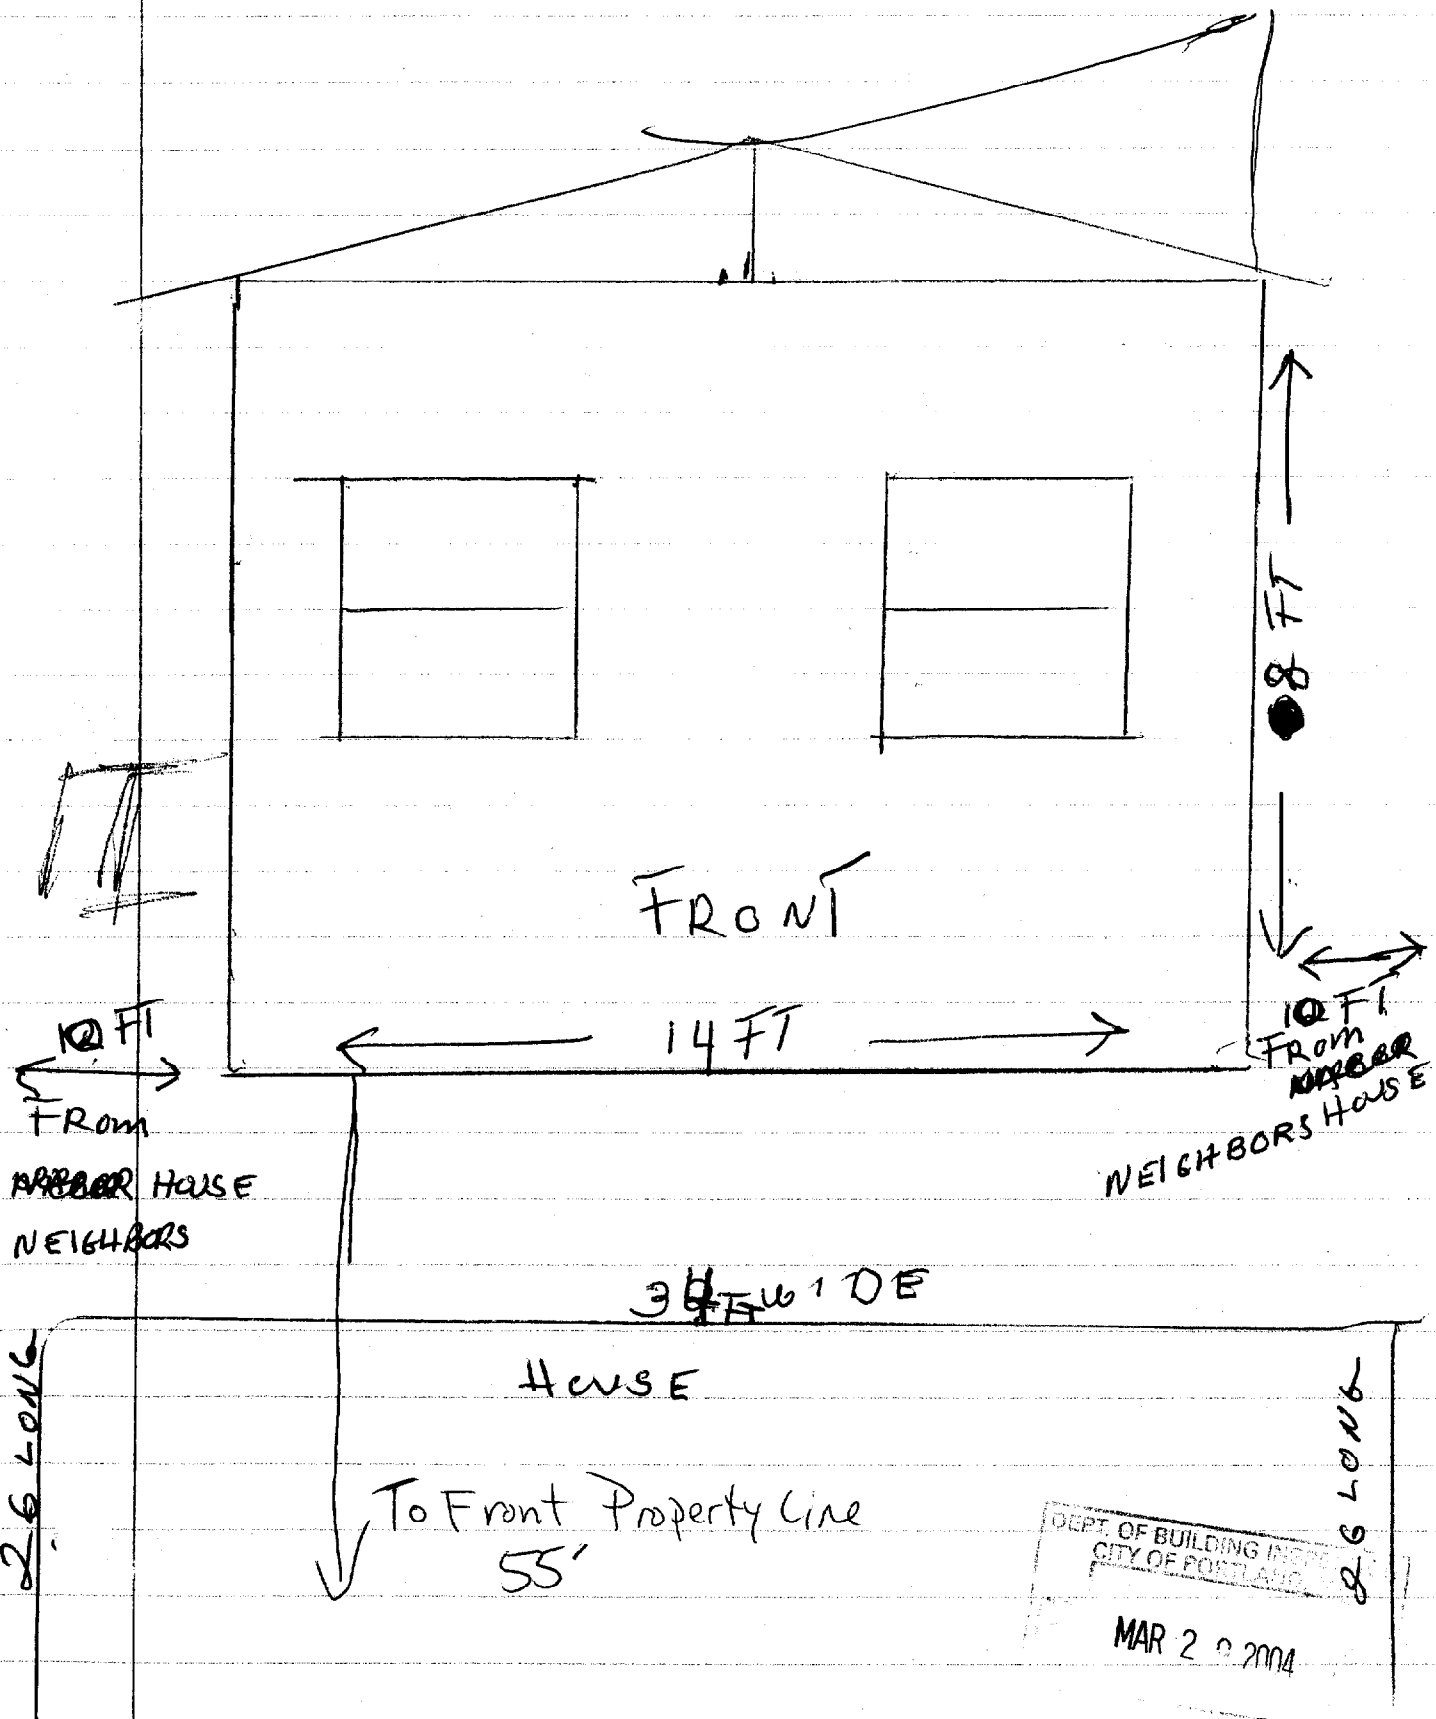 8 FT
FRONT
14 FT
10 FT
FROM
HOUSE
NEIGHBORS
10 FT
FROM
NEIGHBORS HOUSE
WIDE
HOUSE
26 LONG
26 LONG
To Front Property Line
55'
DEPT. OF BUILDING
CITY OF PORTLAND
MAR 2 2004